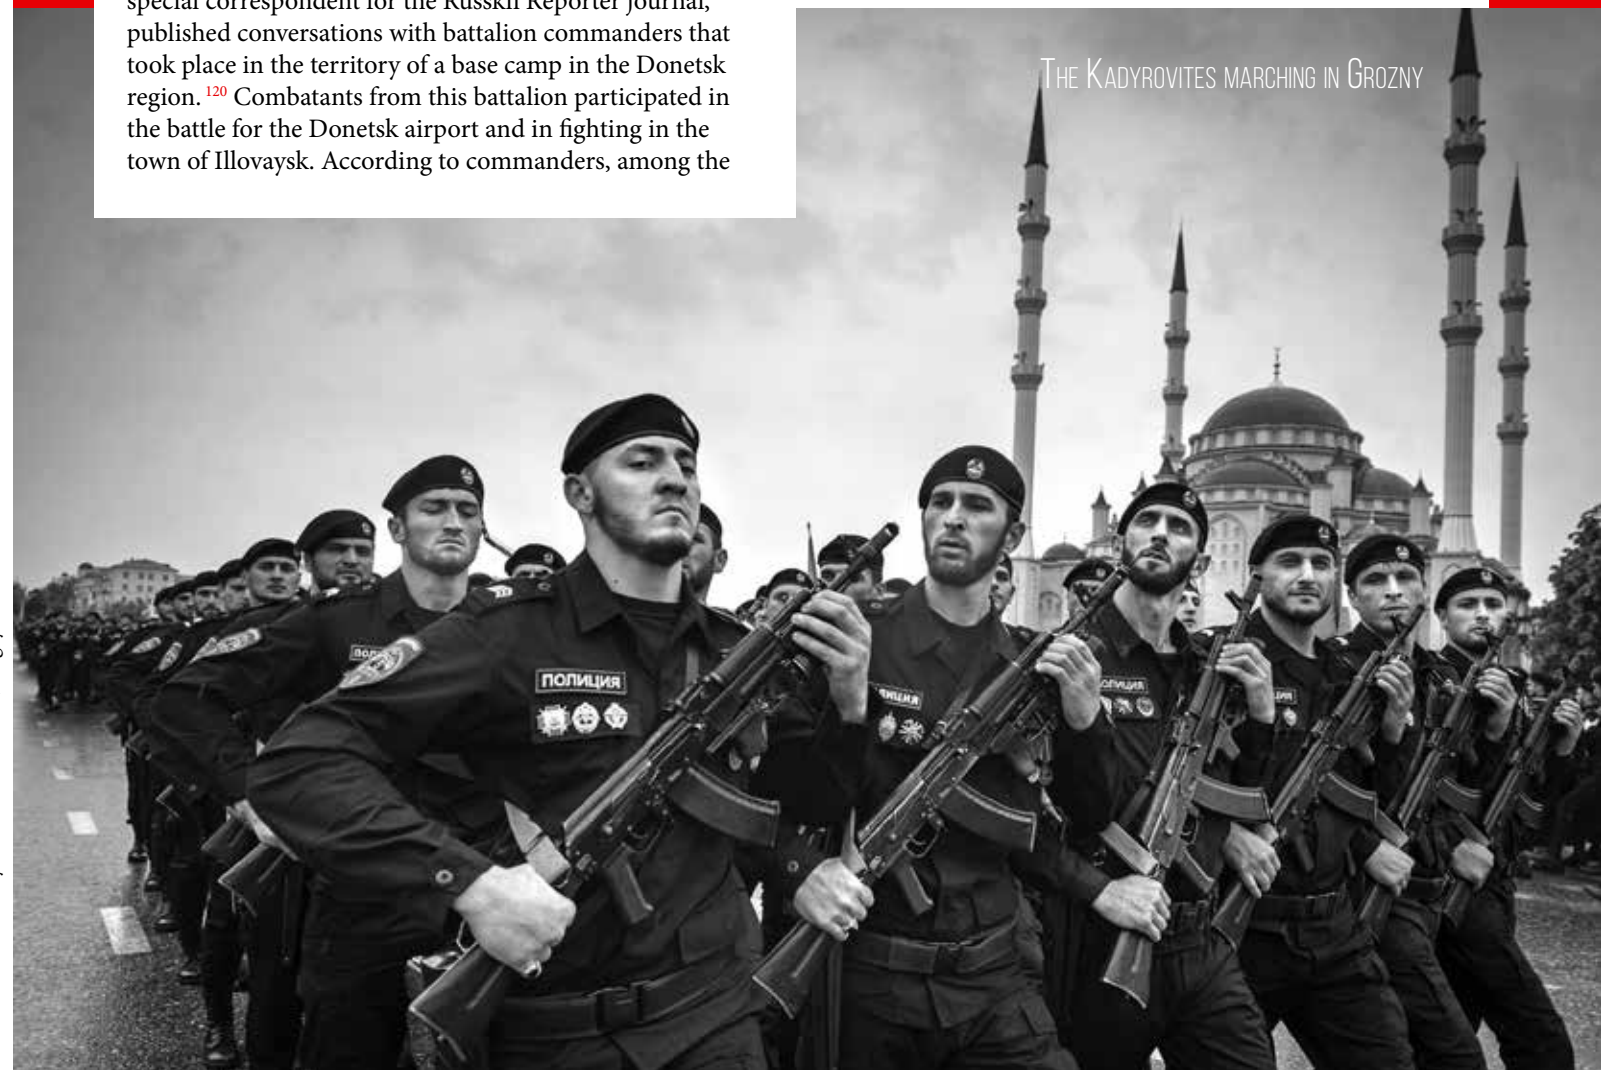 special correspondent for the Russkii Reporter journal,
published conversations with battalion commanders that
took place in the territory of a base camp in the Donetsk
region. 120 Combatants from this battalion participated in
the battle for the Donetsk airport and in fighting in the
town of Illovaysk. According to commanders, among the
The Kadyrovites marching in Grozny
ПОЛИЦИЯ